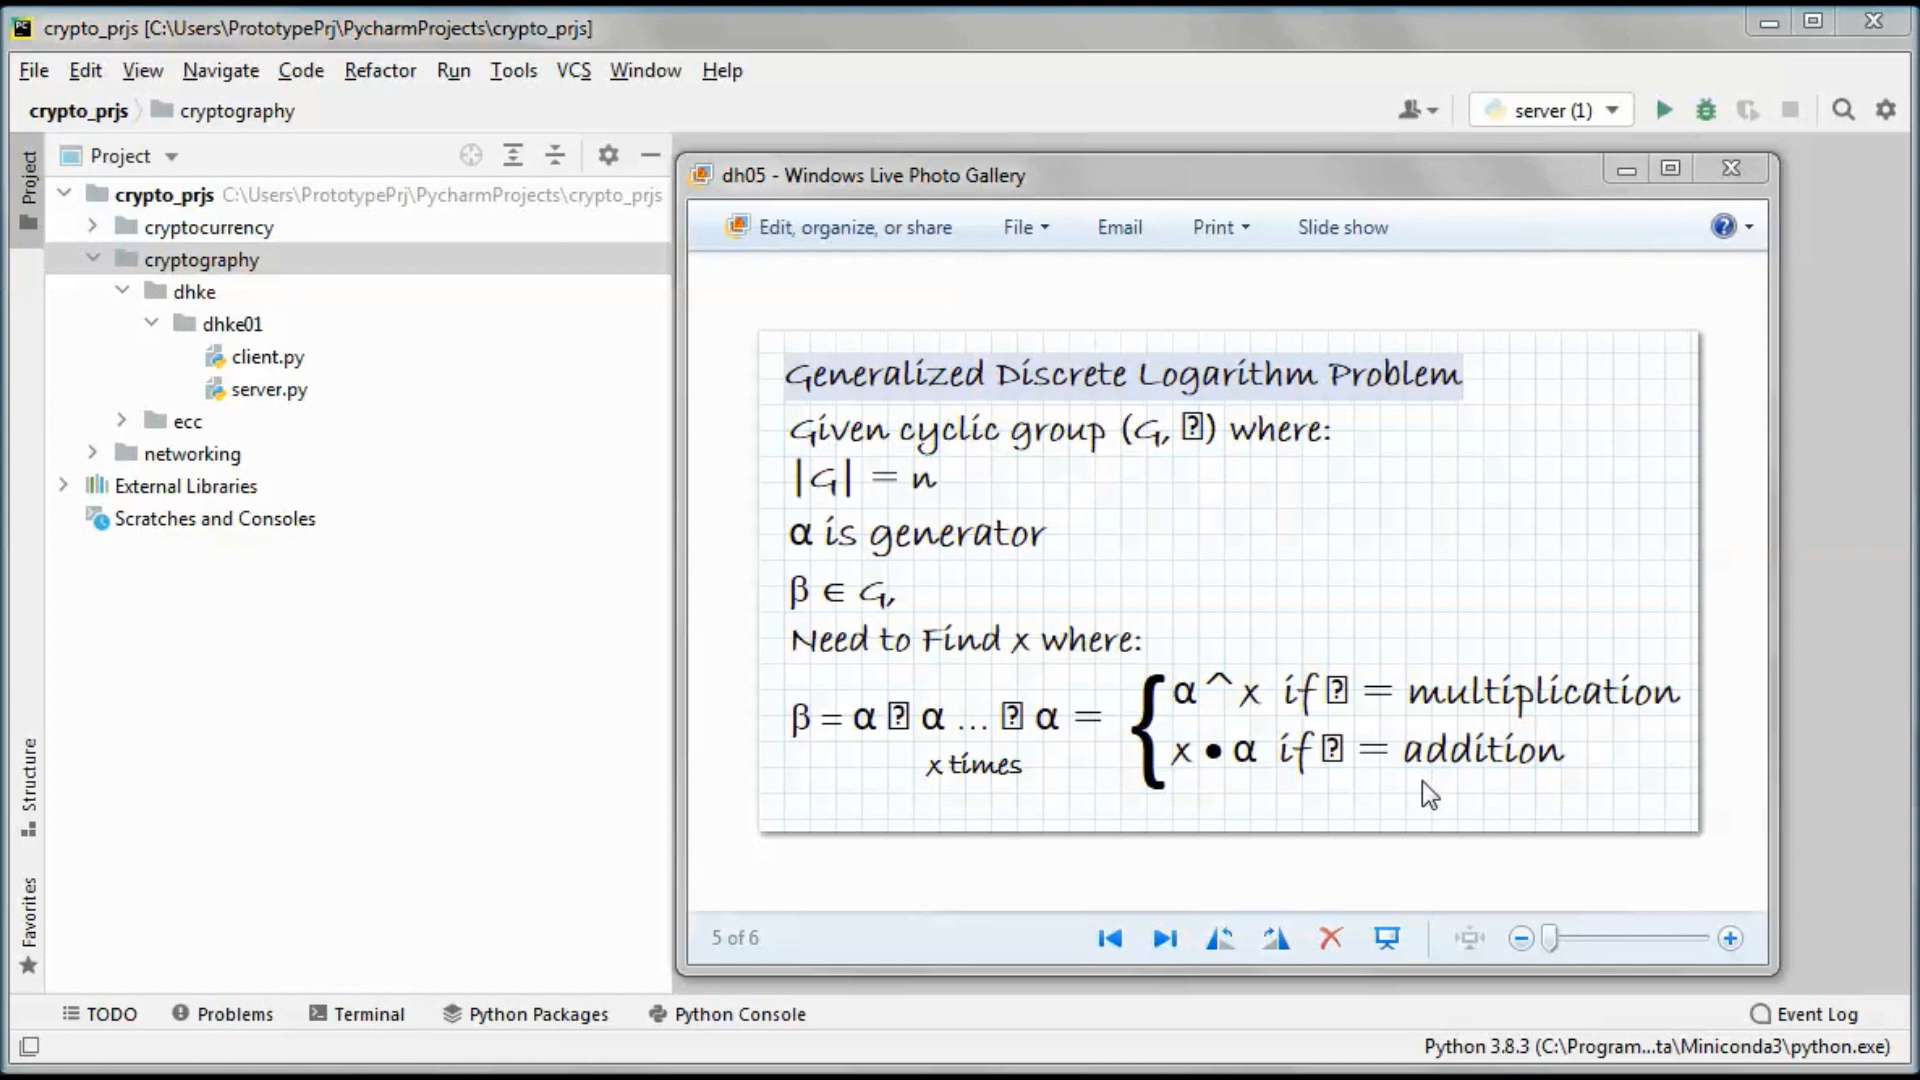 crypto_prjs [C:\Users\PrototypePrj\PycharmProjects\crypto_prjs]
File Edit View Navigate Code Refactor Run Tools VCS Window Help
crypto_prjs cryptography
server (1)
Project
Project
crypto_prjs C:\Users\PrototypePrj\PycharmProjects\crypto_prjs
cryptocurrency
cryptography
dhke
dhke01
client.py
server.py
ecc
networking
External Libraries
Scratches and Consoles
Structure
Favorites
dh05 - Windows Live Photo Gallery
Edit, organize, or share File Email Print Slide show
Generalized Discrete Logarithm Problem
Given cyclic group (G, ⍰) where:
|G| = n
α is generator
β ∈ G,
Need to Find x where:
β = α ⍰ α ... ⍰ α =
x times
α^x if ⍰ = multiplication
x • α if ⍰ = addition
5 of 6
TODO Problems Terminal Python Packages Python Console Event Log
Python 3.8.3 (C:\Program...ta\Miniconda3\python.exe)